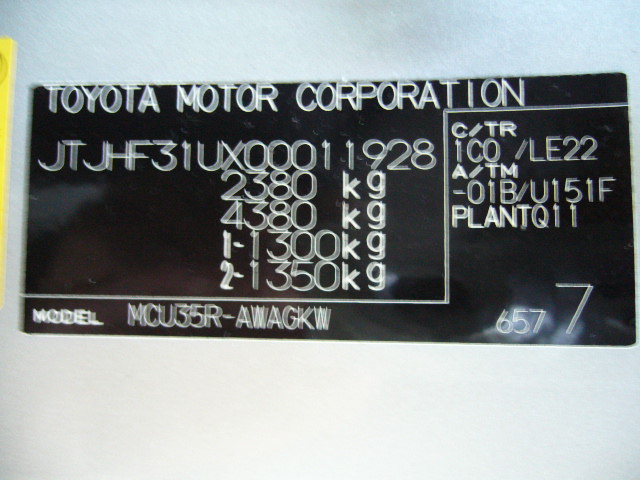 TOYOTA MOTOR CORPORATION
JTJHF31UX00011928
2380 kg
4380 kg
1-1300kg
2-1350kg
C/TR
1C0 /LE22
A/TM
-01B/U151F
PLANTQ11
MODEL MCU35R-AWAGKW
657 7